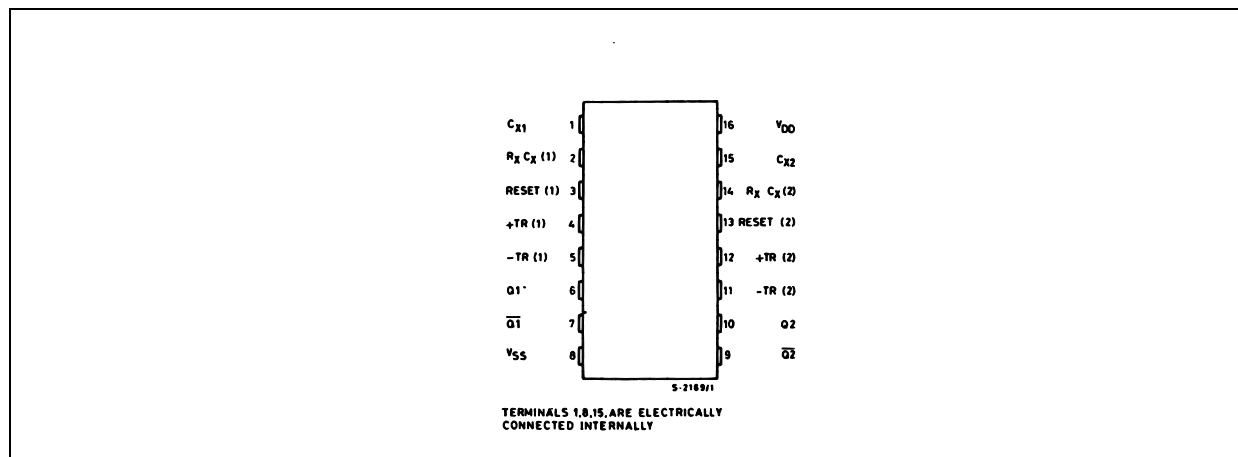 CX1 1 16 VDD
RX CX (1) 2 15 CX2
RESET (1) 3 14 RX CX (2)
+TR (1) 4 13 RESET (2)
-TR (1) 5 12 +TR (2)
Q1 6 11 -TR (2)
Q̅1̅ 7 10 Q2
VSS 8 9 Q̅2̅
S-2169/1
TERMINALS 1,8,15, ARE ELECTRICALLY
CONNECTED INTERNALLY